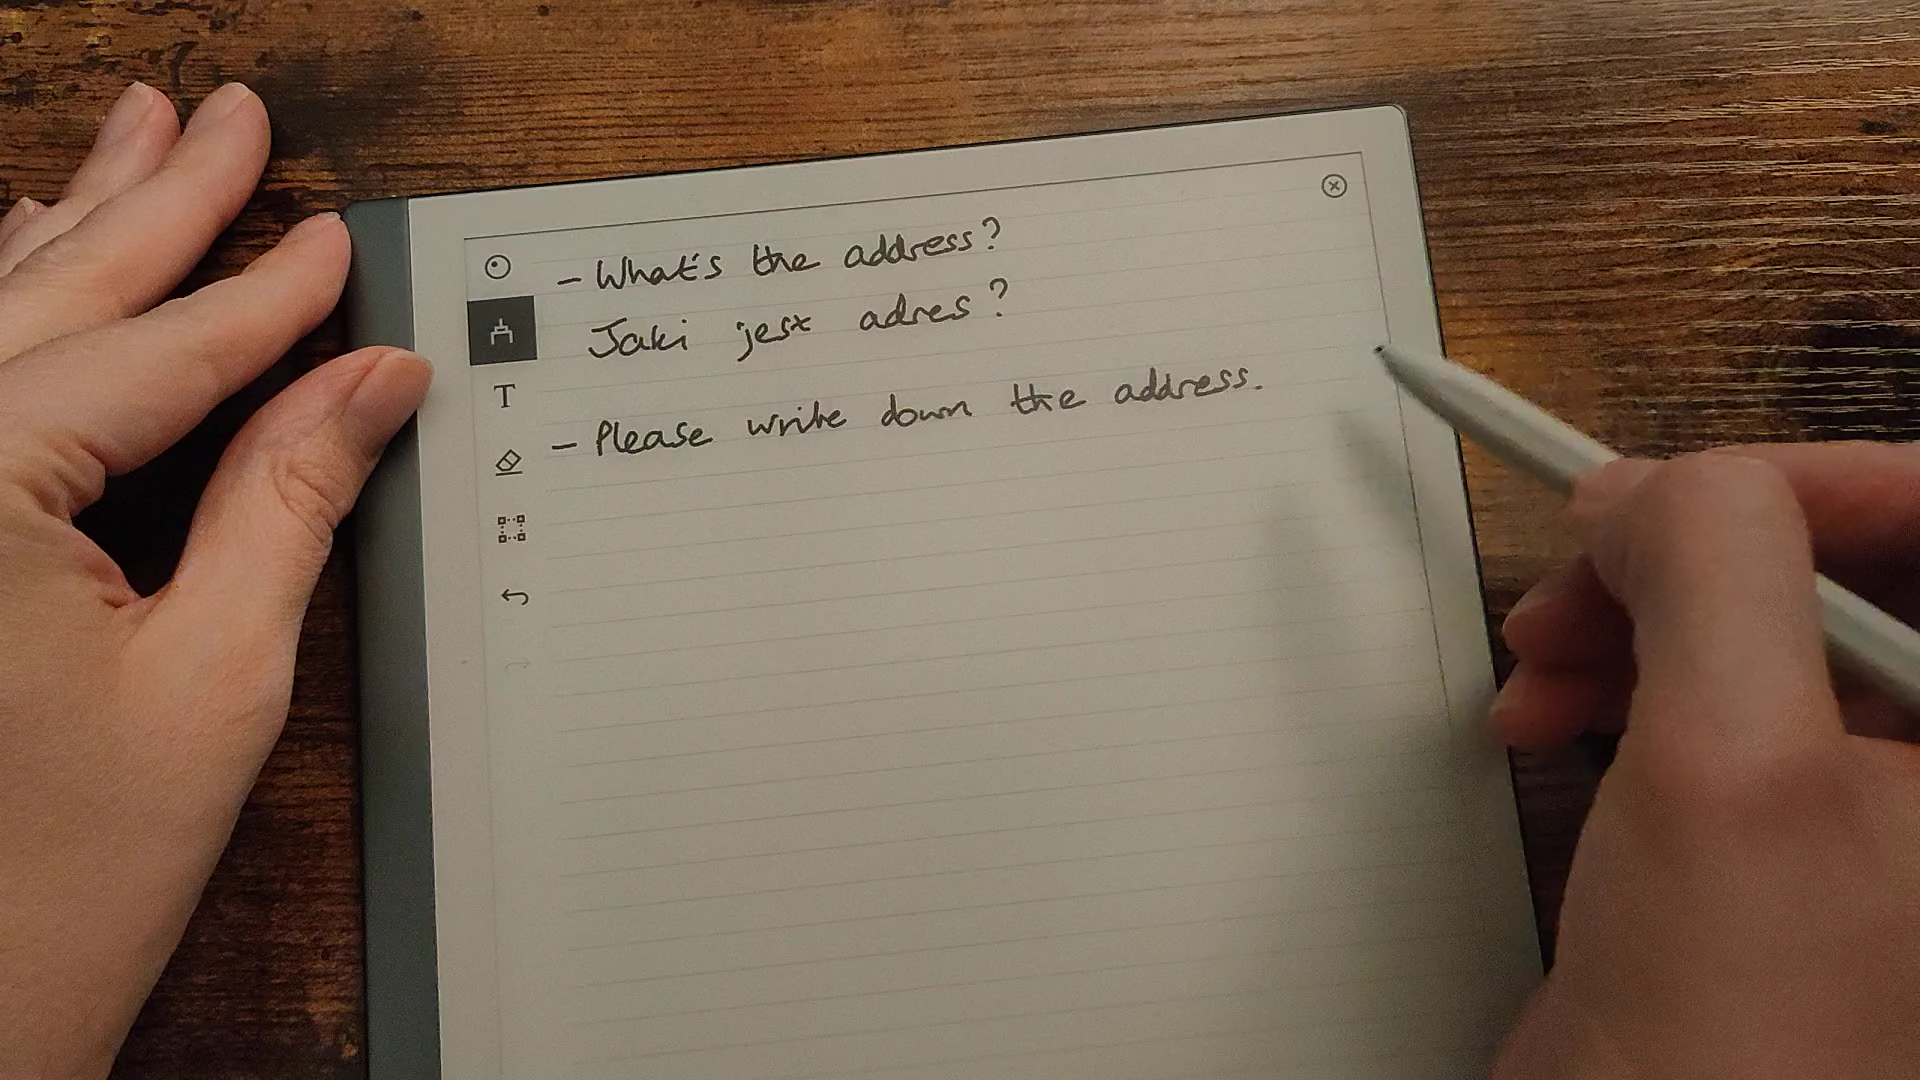 - What's the address?
Jaki jest adres?
- Please write down the address.
T